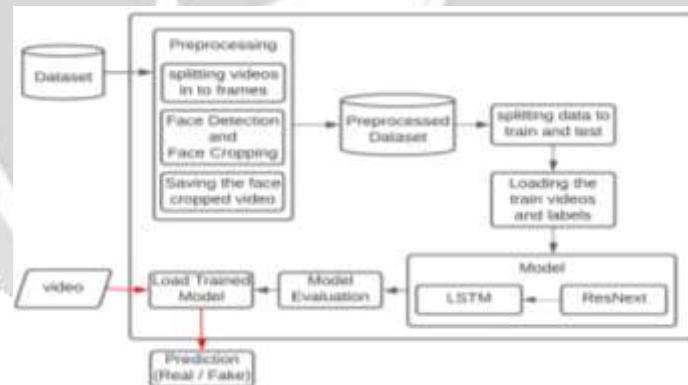 Preprocessing
Dataset
splitting videos
in to frames
Face Detection
and
Face Cropping
Saving the face
cropped video
Preprocessed
Dataset
splitting data to
train and test
Loading the
train videos
and labels
Model
LSTM
ResNext
Model
Evaluation
Load Trained
Model
video
Prediction
(Real / Fake)